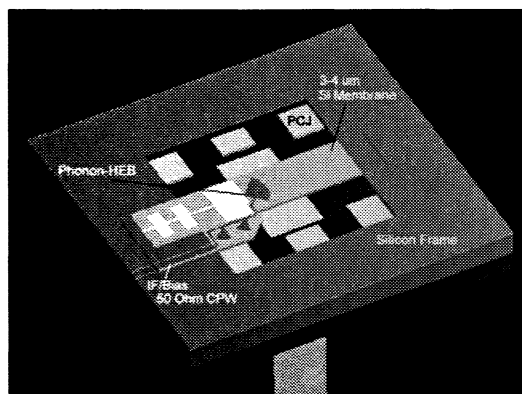 3-4 um
Si Membrane
PCJ
Phonon-HEB
Silicon Frame
IF/Bias
50 Ohm CPW